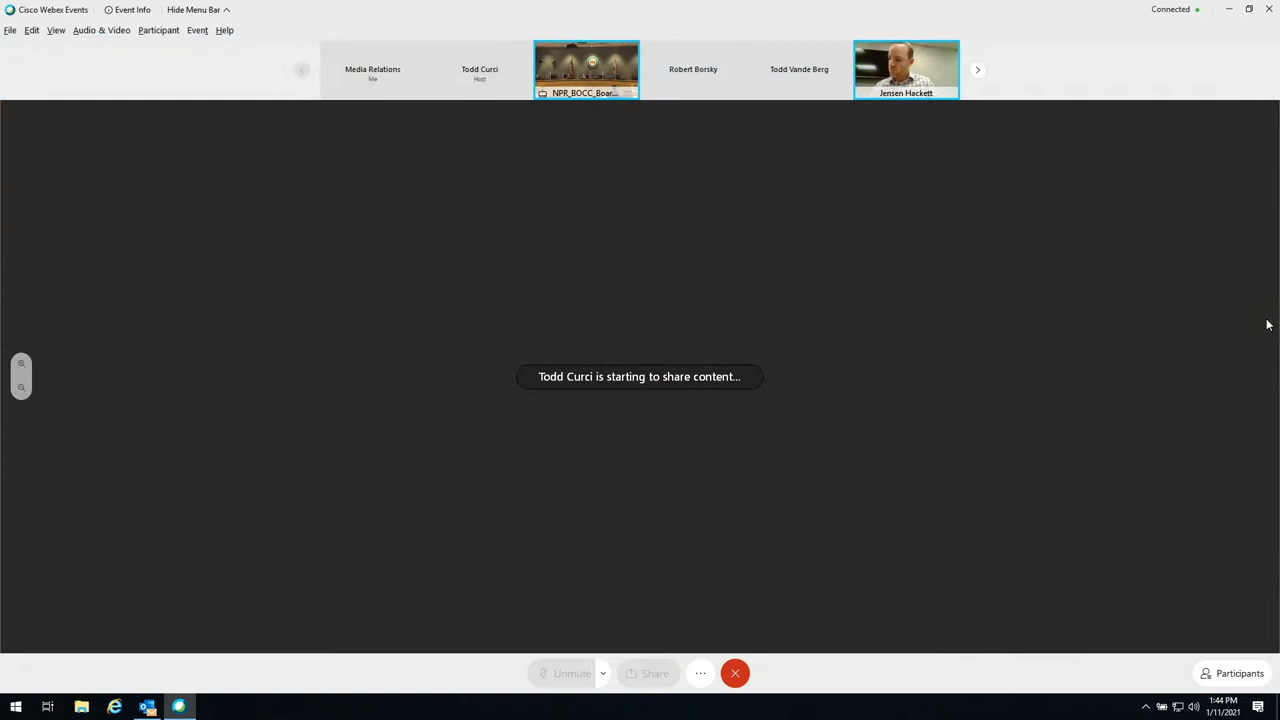 Cisco Webex Events
Event Info
Hide Menu Bar
Connected
File Edit View Audio & Video Participant Event Help
Media Relations
Me
Todd Curci
Host
NPR_BOCC_Boar...
Robert Borsky
Todd Vande Berg
Jensen Hackett
Todd Curci is starting to share content...
Unmute
Share
Participants
1:44 PM
1/11/2021